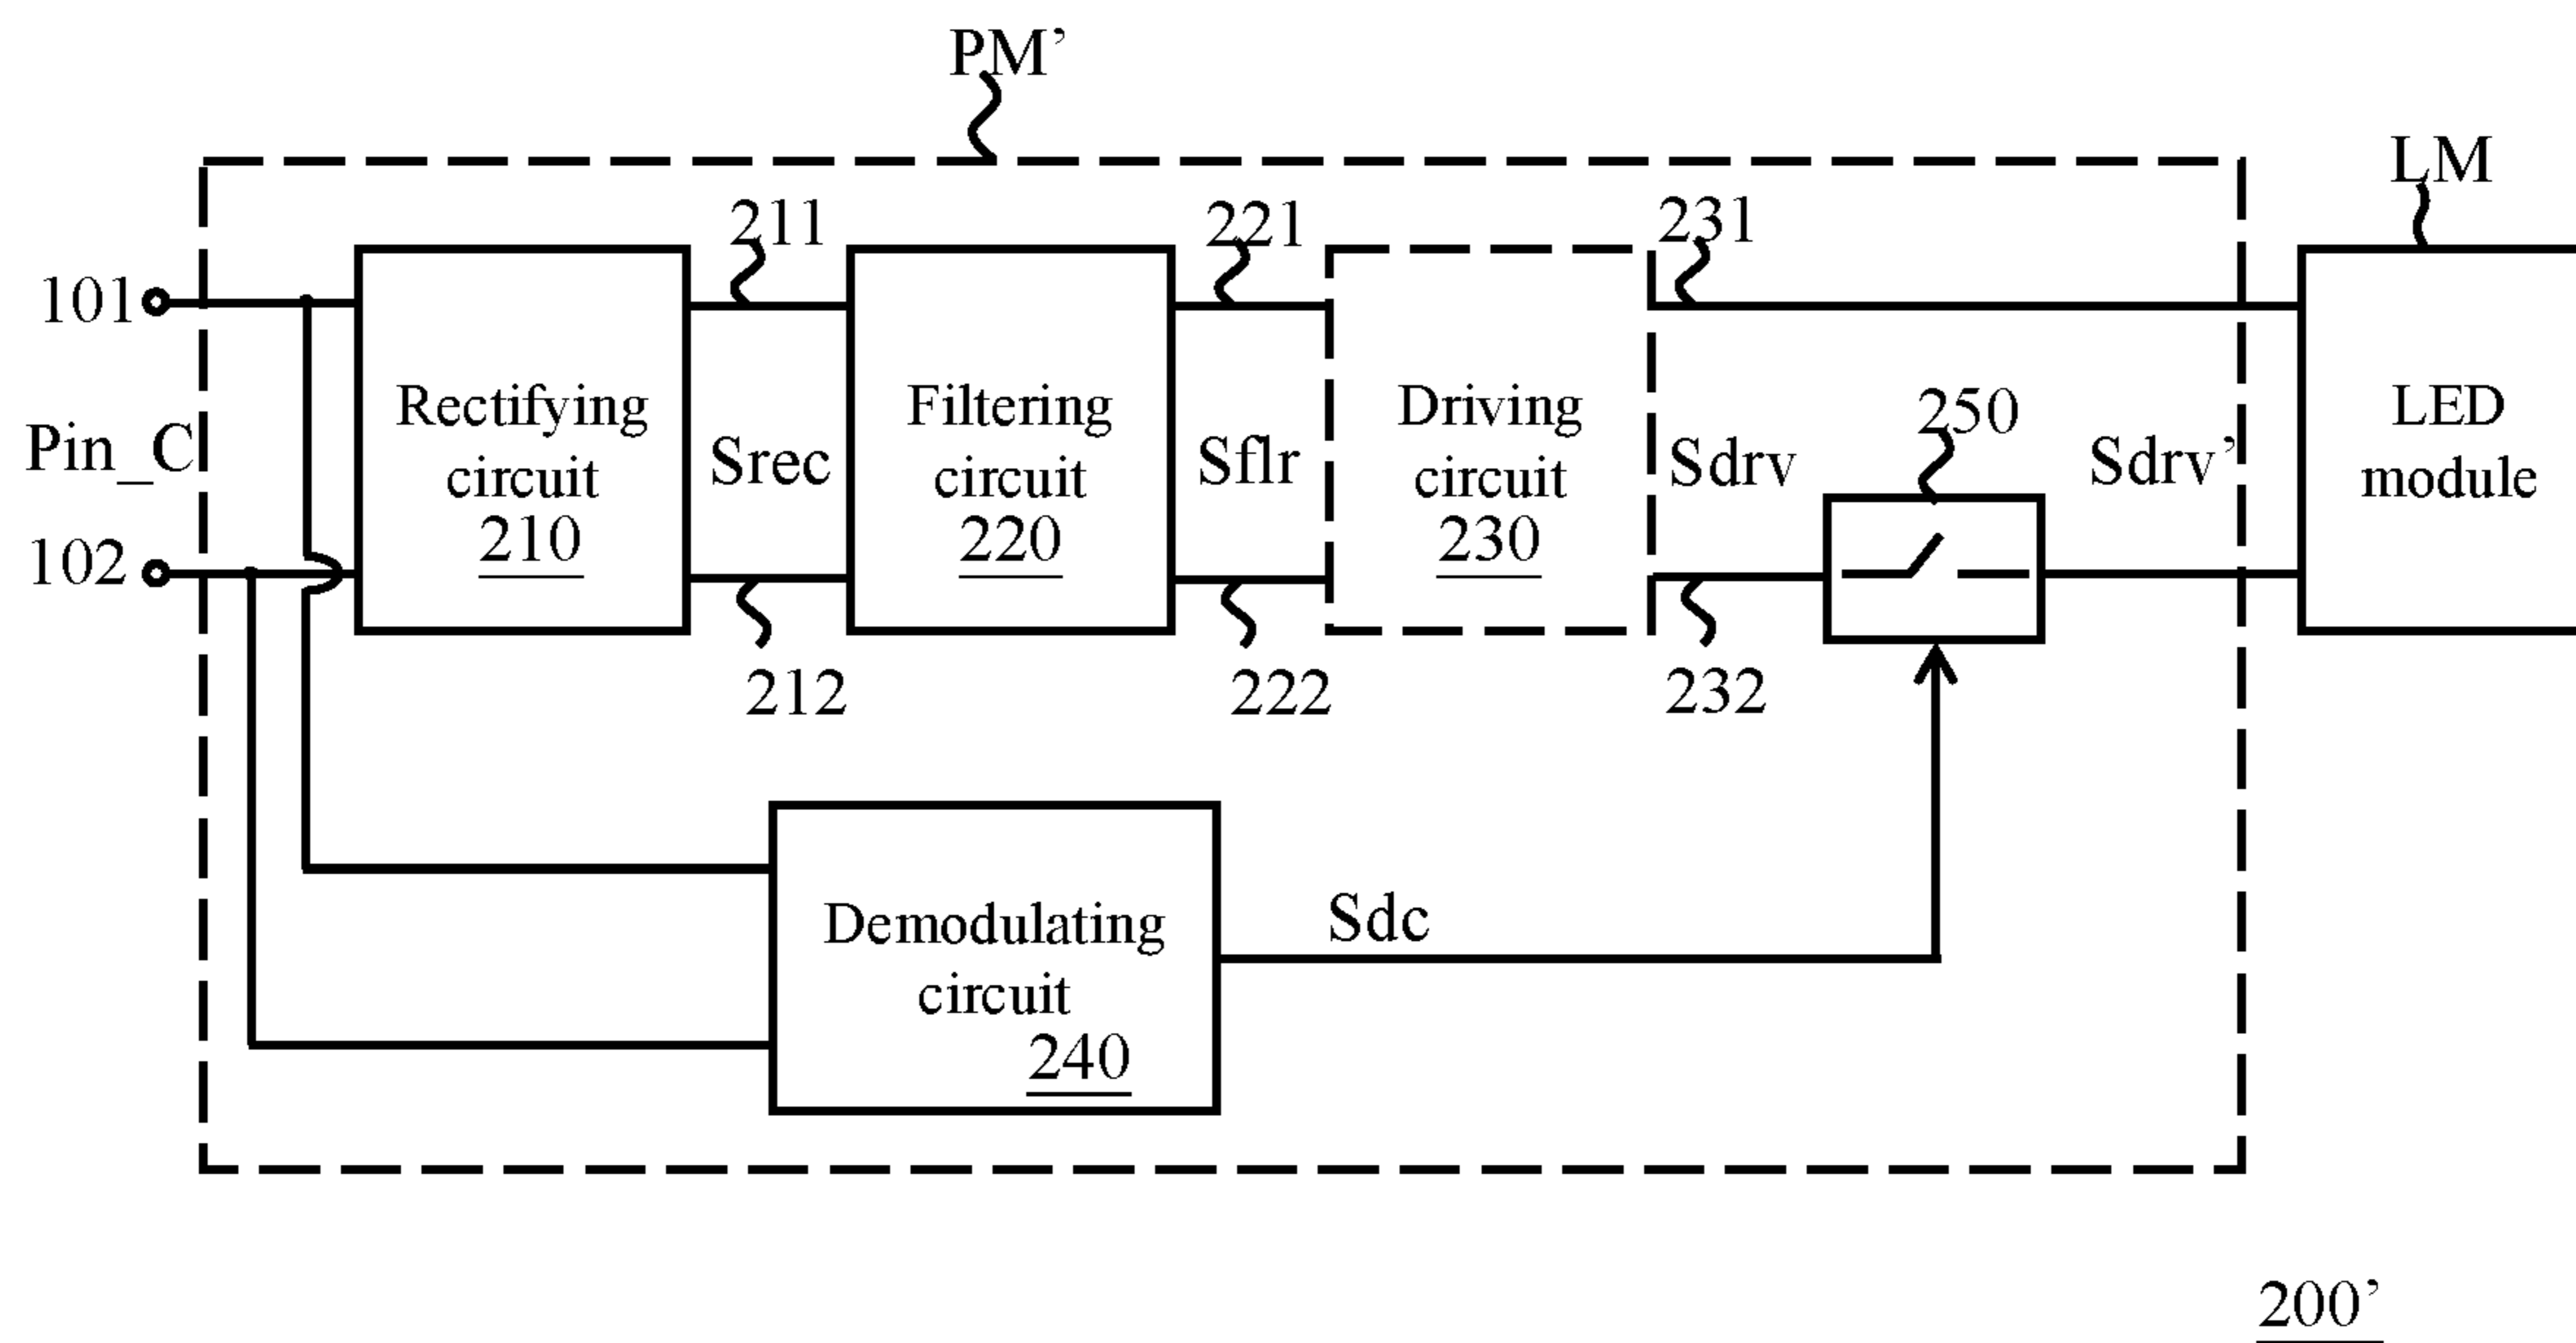 PM’
LM
211
221
231
101
Rectifying
circuit
210
Filtering
circuit
220
Driving
circuit
230
250
LED
module
Pin_C
Srec
Sflr
Sdrv
Sdrv’
102
212
222
232
Demodulating
circuit
240
Sdc
200’